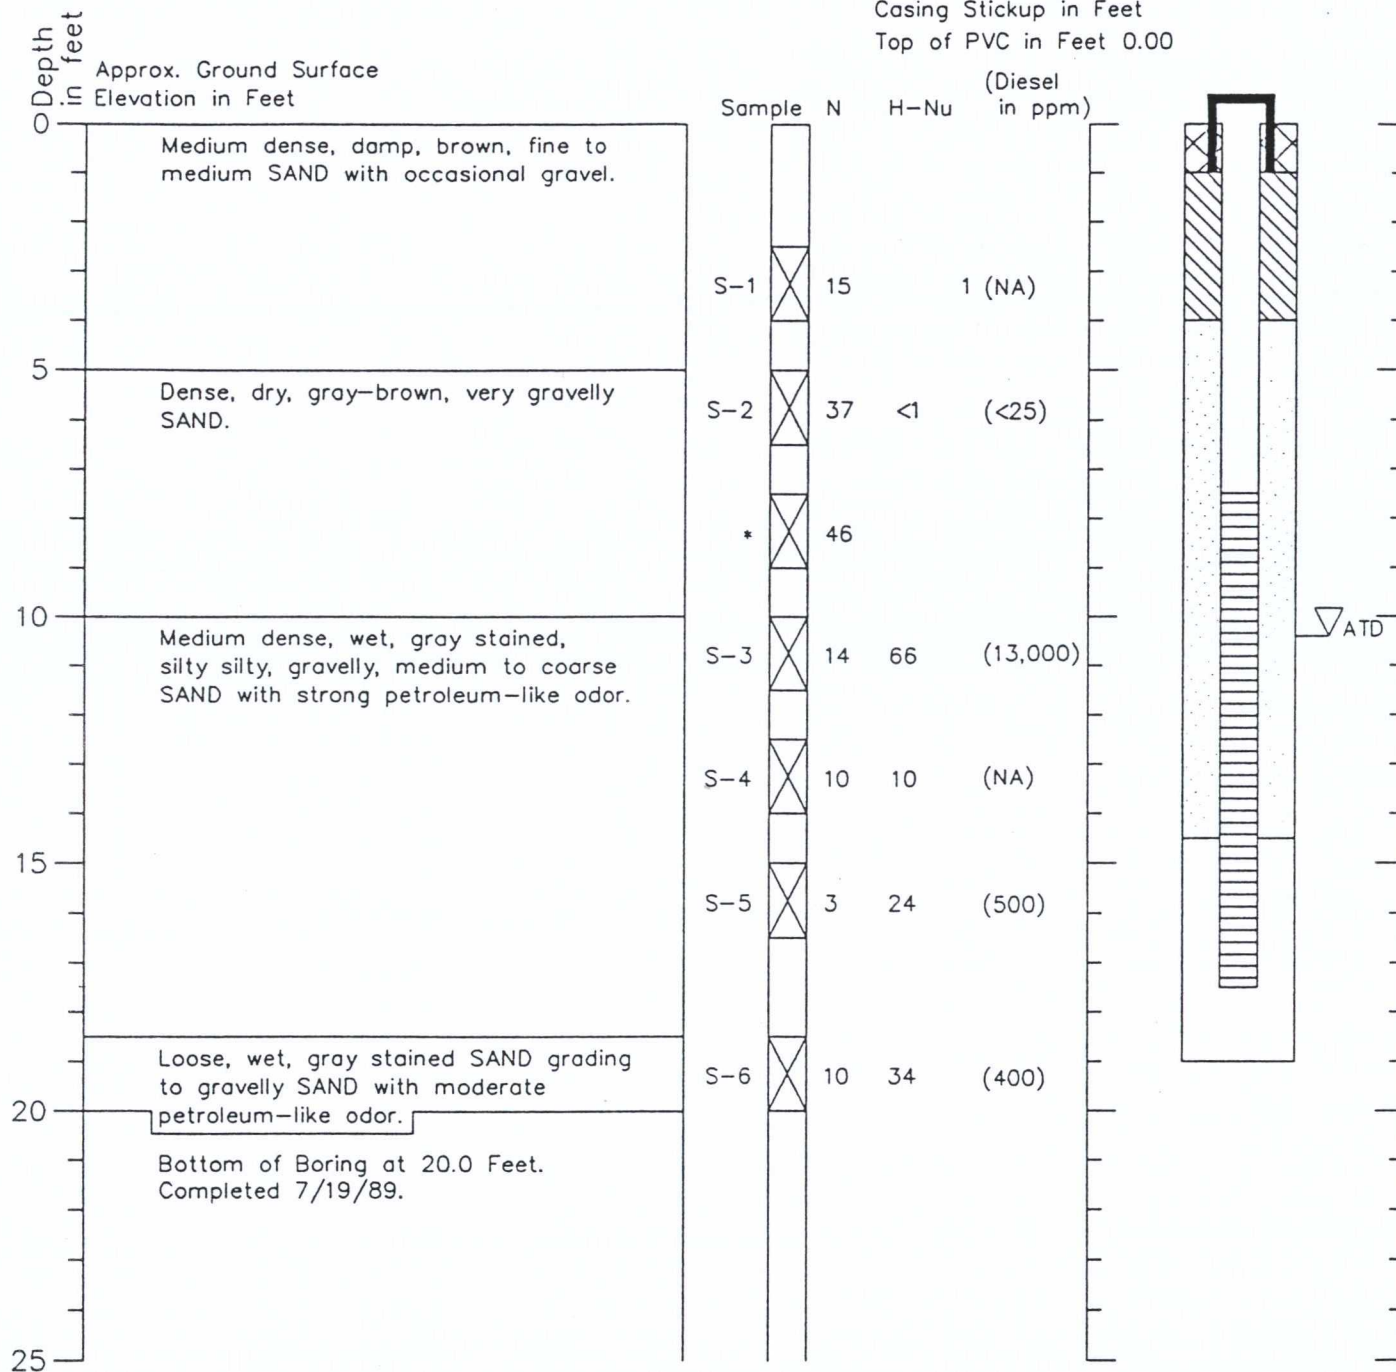 Casing Stickup in Feet
Top of PVC in Feet 0.00
Depth
in feet
Approx. Ground Surface
Elevation in Feet
Sample N H-Nu (Diesel
in ppm)
0
Medium dense, damp, brown, fine to
medium SAND with occasional gravel.
S-1 15 1 (NA)
5
Dense, dry, gray-brown, very gravelly
SAND.
S-2 37 <1 (<25)
* 46
10
Medium dense, wet, gray stained,
silty silty, gravelly, medium to coarse
SAND with strong petroleum-like odor.
S-3 14 66 (13,000)
ATD
S-4 10 10 (NA)
15
S-5 3 24 (500)
Loose, wet, gray stained SAND grading
to gravelly SAND with moderate
petroleum-like odor.
S-6 10 34 (400)
20
Bottom of Boring at 20.0 Feet.
Completed 7/19/89.
25